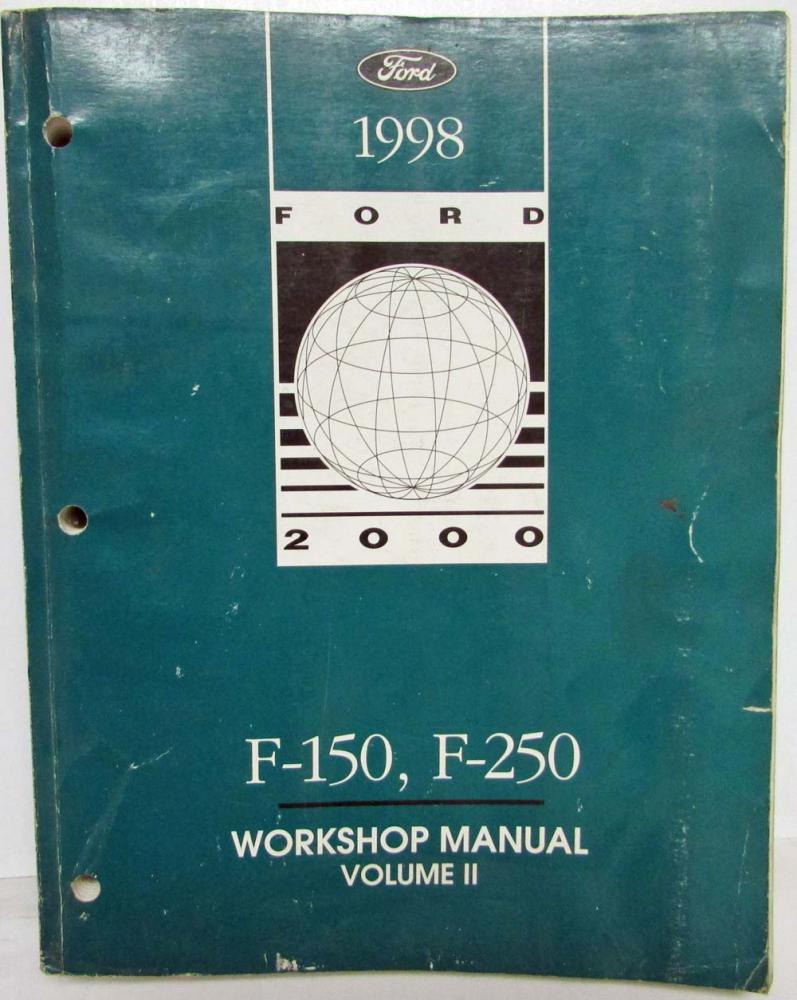 Ford
1998
FORD
2000
F-150, F-250
WORKSHOP MANUAL
VOLUME II